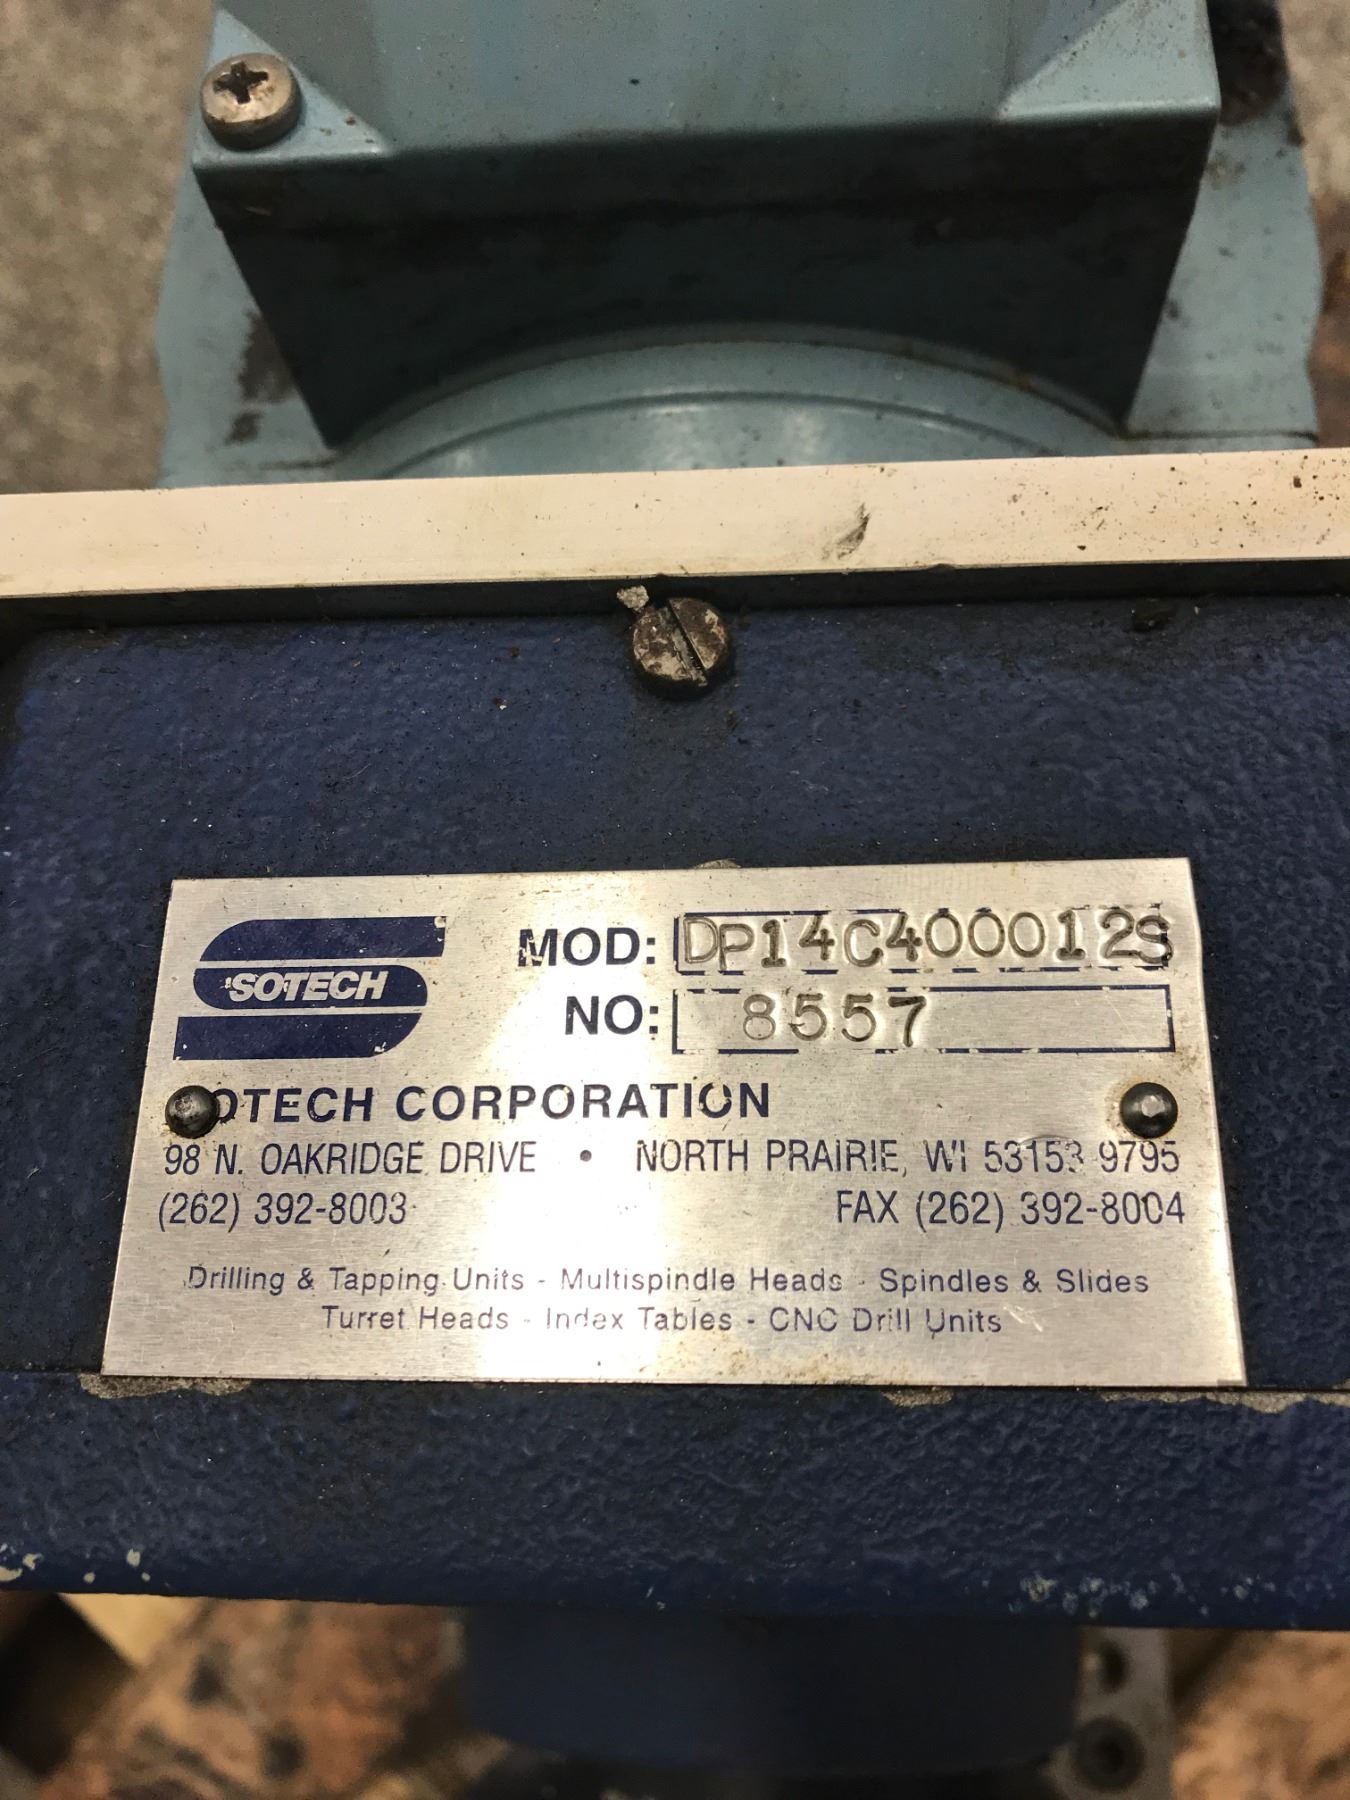 SOTECH
MOD: DP14C400012S
NO: 8557
SOTECH CORPORATION
98 N. OAKRIDGE DRIVE • NORTH PRAIRIE, WI 53153-9795
(262) 392-8003 FAX (262) 392-8004
Drilling & Tapping Units - Multispindle Heads - Spindles & Slides
Turret Heads - Index Tables - CNC Drill Units